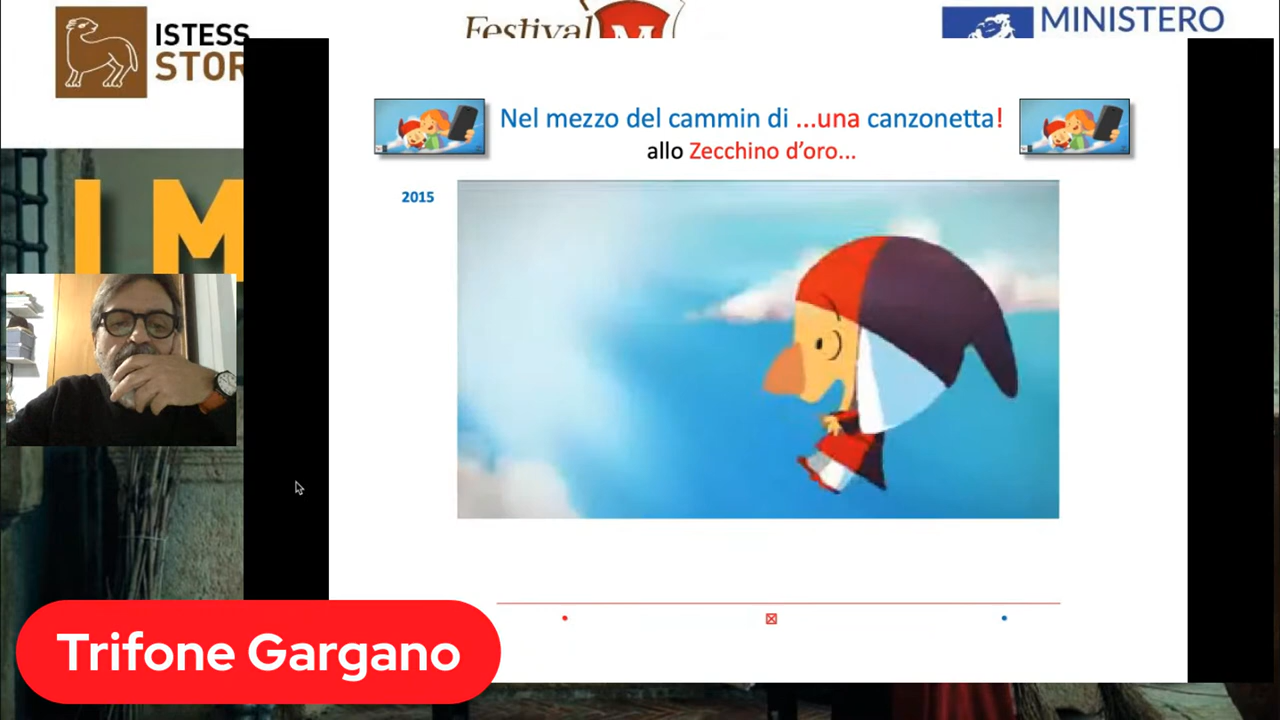 ISTESS
STOR
Festival
M
MINISTERO
Nel mezzo del cammin di ...una canzonetta!
allo Zecchino d'oro...
2015
I M
Trifone Gargano